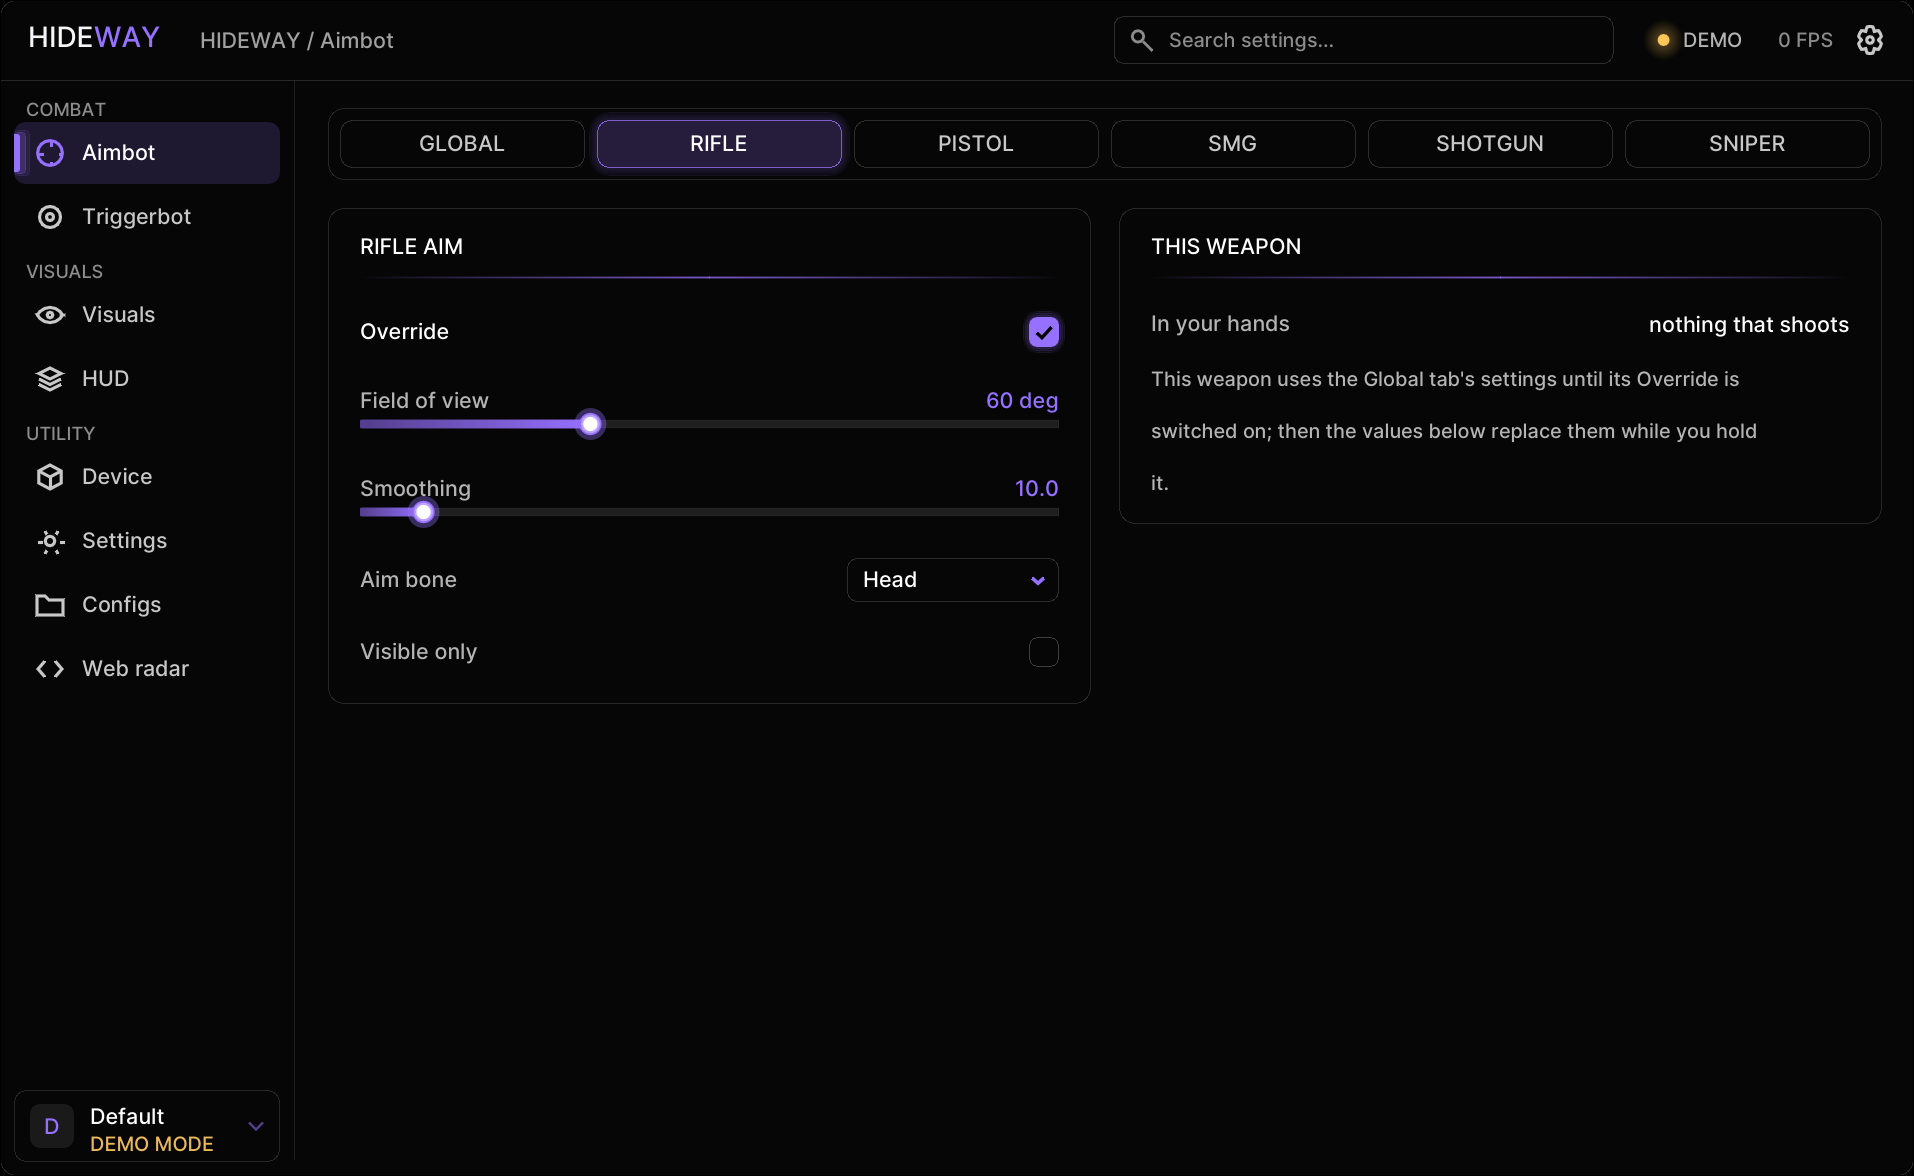 HIDEWAY
HIDEWAY / Aimbot
Search settings...
DEMO
0 FPS
COMBAT
Aimbot
Triggerbot
VISUALS
Visuals
HUD
UTILITY
Device
Settings
Configs
Web radar
Default
DEMO MODE
D
GLOBAL
RIFLE
PISTOL
SMG
SHOTGUN
SNIPER
RIFLE AIM
Override
Field of view
60 deg
Smoothing
10.0
Aim bone
Head
Visible only
THIS WEAPON
In your hands
nothing that shoots
This weapon uses the Global tab's settings until its Override is
switched on; then the values below replace them while you hold
it.